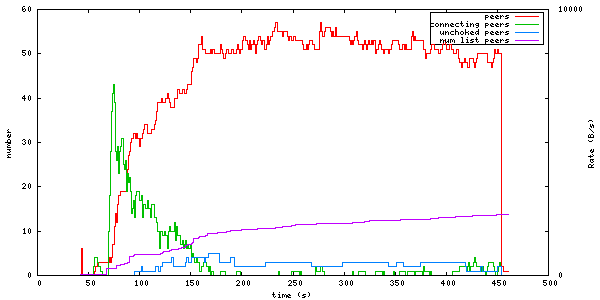 60
50
40
30
20
10
0
number
0 50 100 150 200 250 300 350 400 450 500
time (s)
10000
0
Rate (B/s)
peers
connecting peers
unchoked peers
num list peers